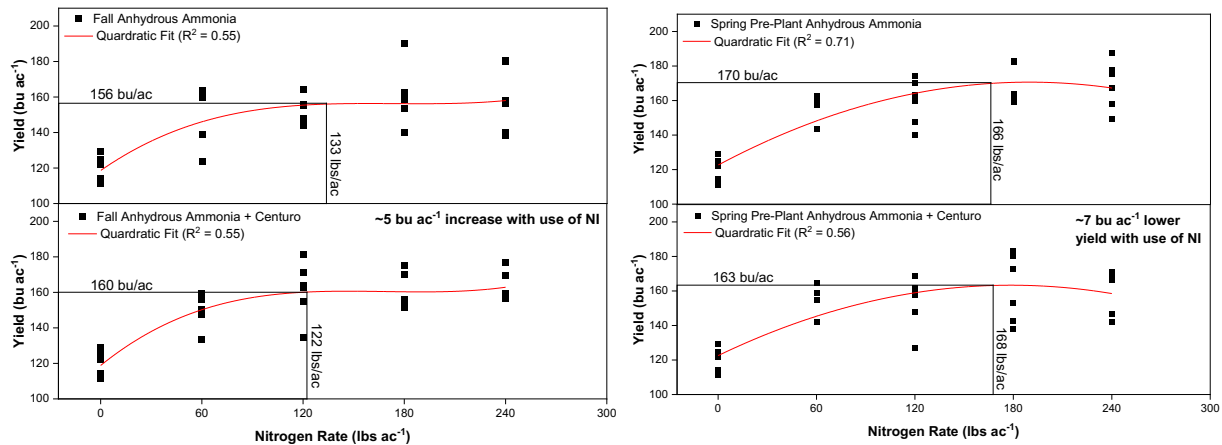 Fall Anhydrous Ammonia
Quardratic Fit (R² = 0.55)
200
180
160
140
120
100
Yield (bu ac⁻¹)
156 bu/ac
133 lbs/ac
Fall Anhydrous Ammonia + Centuro
Quadratic Fit (R² = 0.55)
~5 bu ac⁻¹ increase with use of NI
180
160
140
120
100
Yield (bu ac⁻¹)
160 bu/ac
122 lbs/ac
0 60 120 180 240 300
Nitrogen Rate (lbs ac⁻¹)
Spring Pre-Plant Anhydrous Ammonia
Quadratic Fit (R² = 0.71)
200
180
160
140
120
100
Yield (bu ac⁻¹)
170 bu/ac
166 lbs/ac
Spring Pre-Plant Anhydrous Ammonia + Centuro
Quadratic Fit (R² = 0.56)
~7 bu ac⁻¹ lower
yield with use of NI
180
160
140
120
100
Yield (bu ac⁻¹)
163 bu/ac
168 lbs/ac
0 60 120 180 240 300
Nitrogen Rate (lbs ac⁻¹)